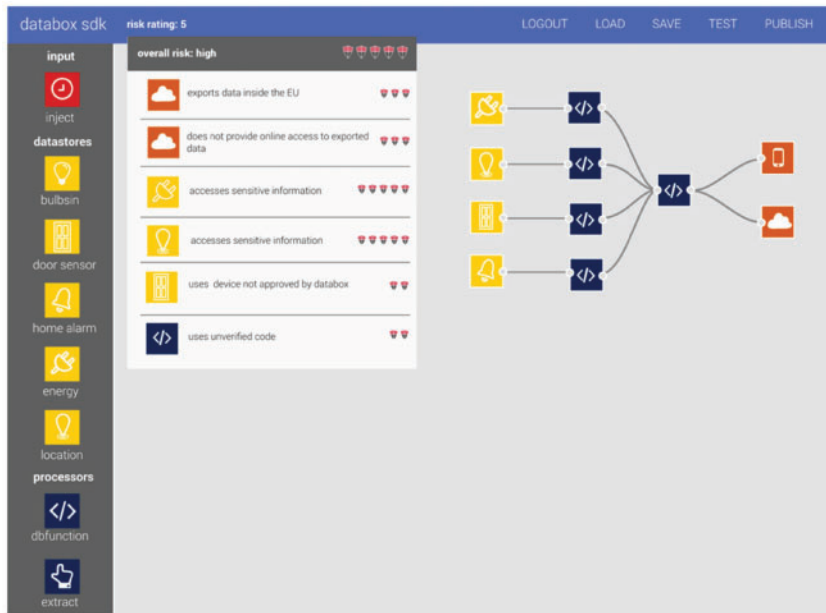 databox sdk
risk rating: 5
LOGOUT
LOAD
SAVE
TEST
PUBLISH
input
inject
datastores
bulbsin
door sensor
home alarm
energy
location
processors
dbfunction
extract
overall risk: high
exports data inside the EU
does not provide online access to exported
data
accesses sensitive information
accesses sensitive information
uses device not approved by databox
uses unverified code